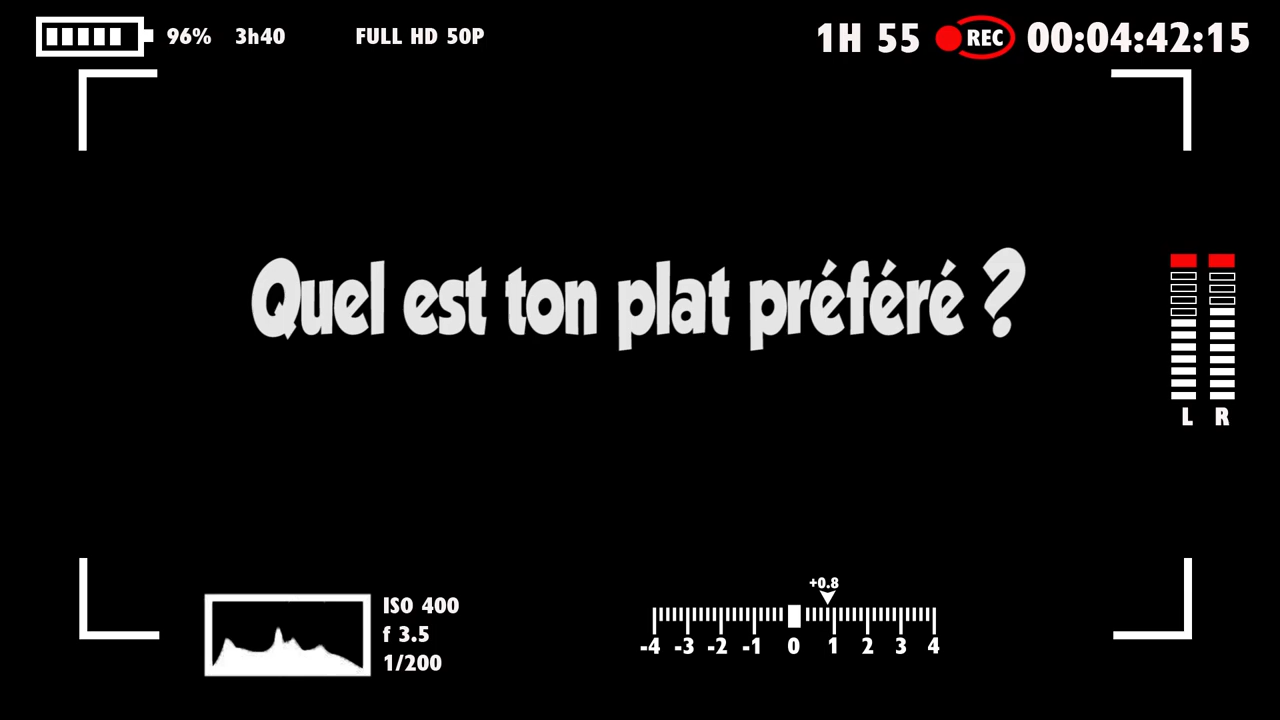 96% 3h40 FULL HD 50P 1H 55 REC 00:04:42:15
Quel est ton plat préféré ?
L R
+0.8
ISO 400
f 3.5
1/200
-4 -3 -2 -1 0 1 2 3 4